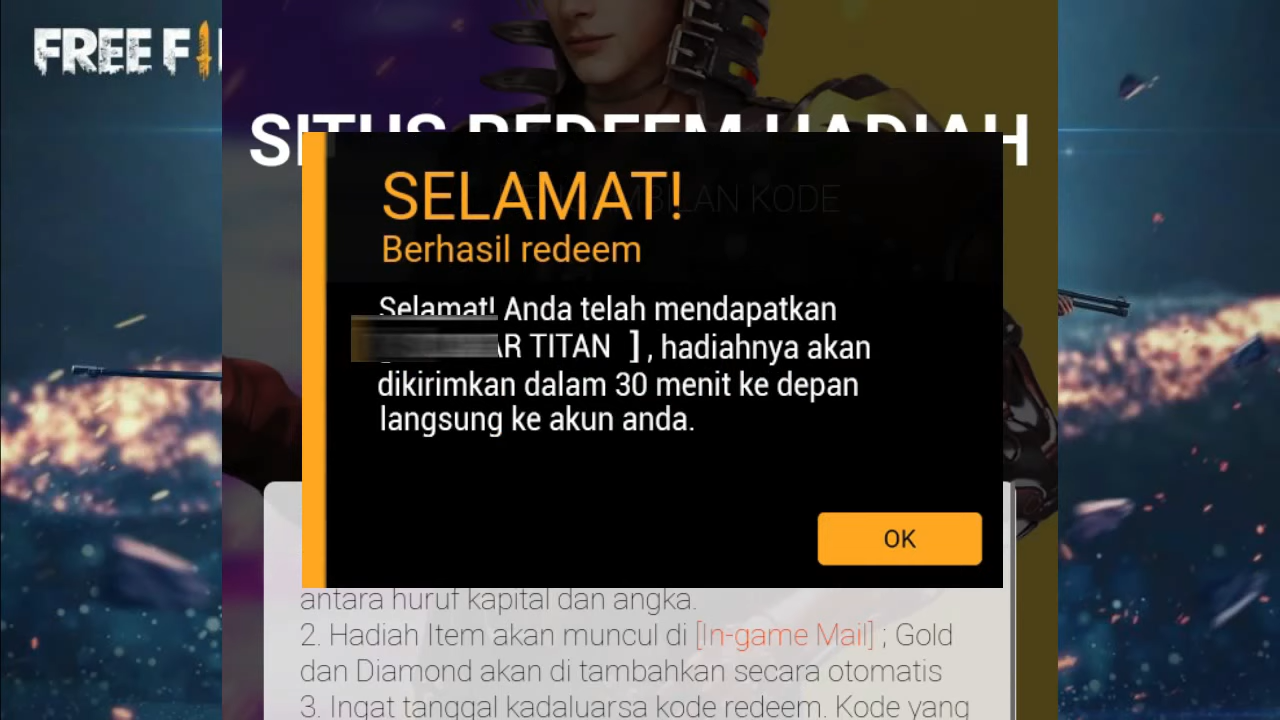 FREE FI
SITUS REDEEM HADIAH
AMBILAN KODE
SELAMAT!
Berhasil redeem
Selamat! Anda telah mendapatkan
AR TITAN ], hadiahnya akan
dikirimkan dalam 30 menit ke depan
langsung ke akun anda.
OK
antara huruf kapital dan angka.
2. Hadiah Item akan muncul di [In-game Mail] ; Gold
dan Diamond akan di tambahkan secara otomatis
3. Ingat tanggal kadaluarsa kode redeem. Kode yang